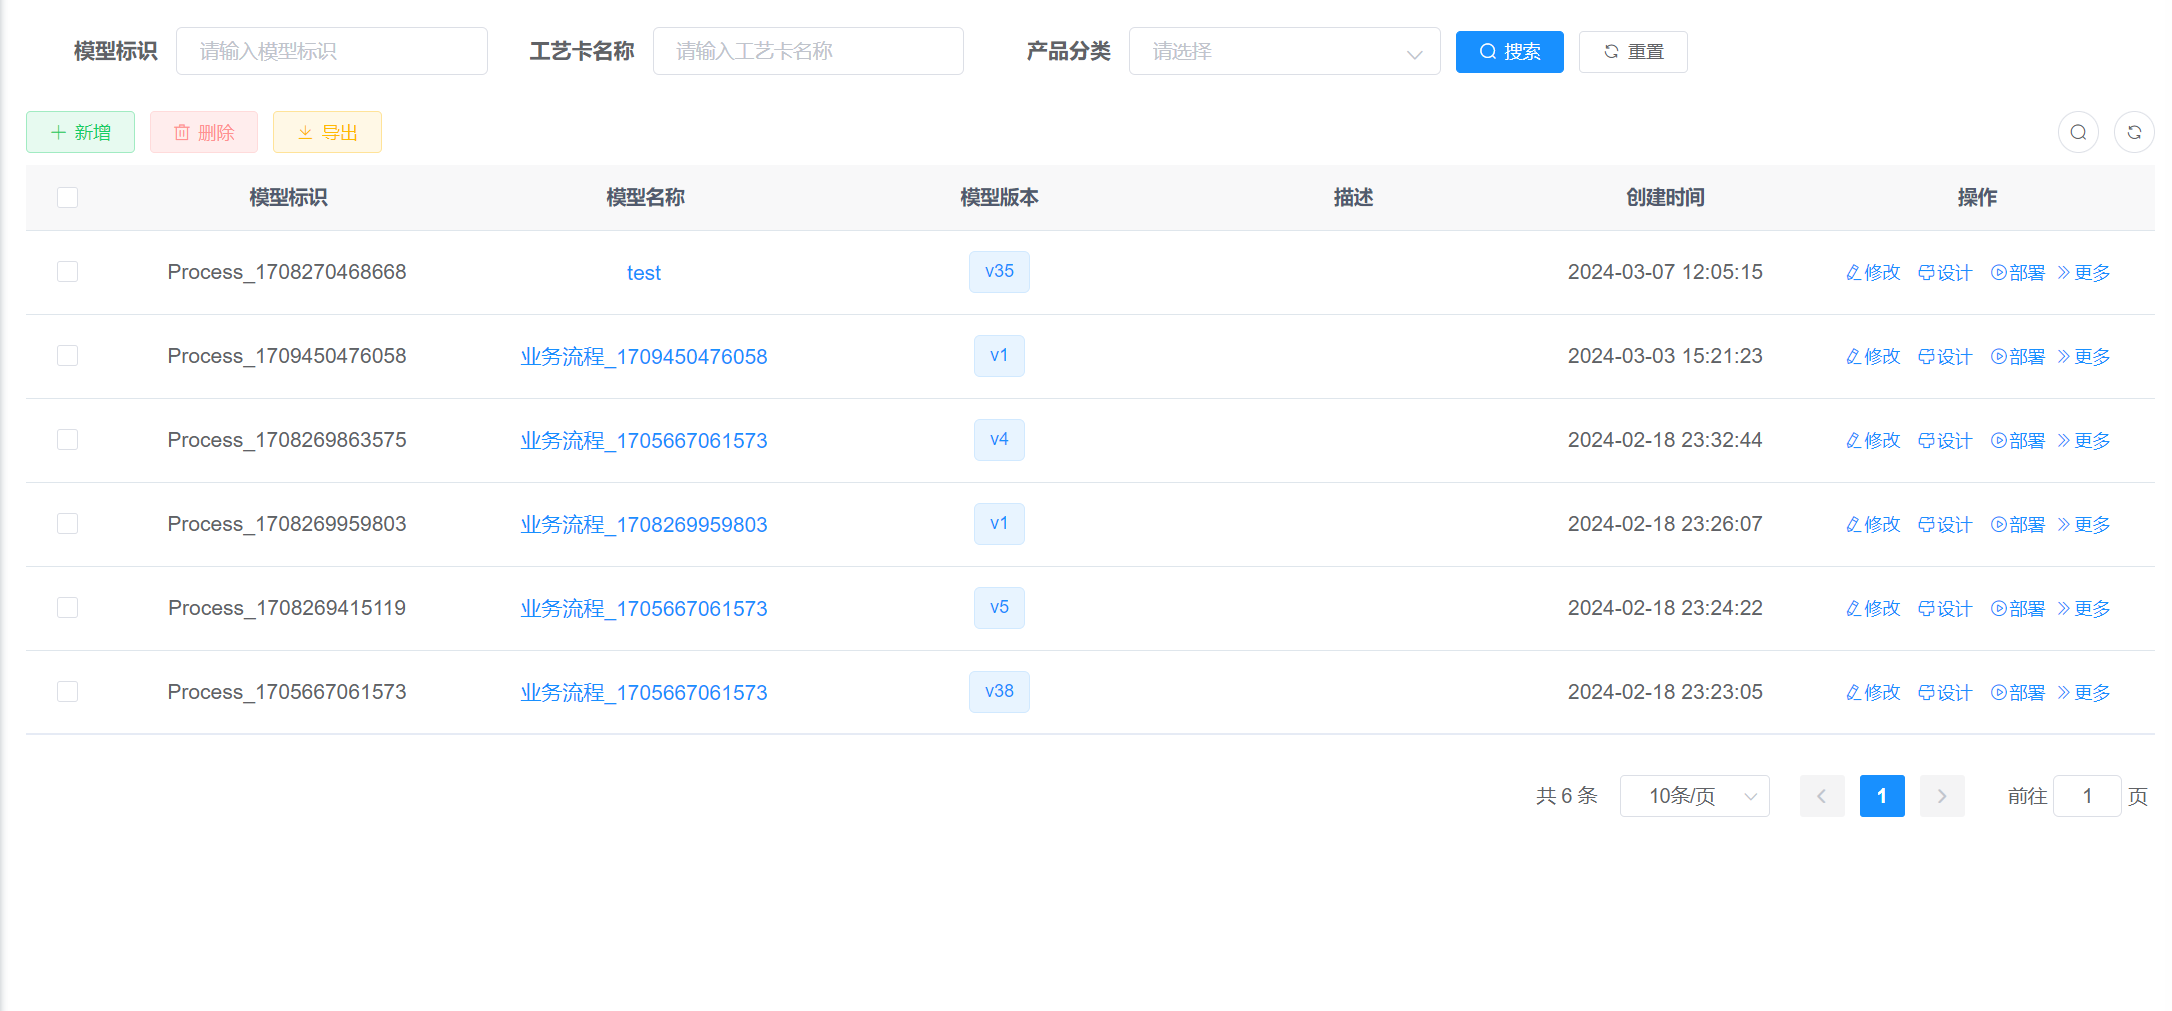 模型标识 请输入模型标识 工艺卡名称 请输入工艺卡名称 产品分类 请选择 搜索 重置
新增 删除 导出
模型标识 模型名称 模型版本 描述 创建时间 操作
Process_1708270468668 test v35 2024-03-07 12:05:15 修改 设计 部署 更多
Process_1709450476058 业务流程_1709450476058 v1 2024-03-03 15:21:23 修改 设计 部署 更多
Process_1708269863575 业务流程_1705667061573 v4 2024-02-18 23:32:44 修改 设计 部署 更多
Process_1708269959803 业务流程_1708269959803 v1 2024-02-18 23:26:07 修改 设计 部署 更多
Process_1708269415119 业务流程_1705667061573 v5 2024-02-18 23:24:22 修改 设计 部署 更多
Process_1705667061573 业务流程_1705667061573 v38 2024-02-18 23:23:05 修改 设计 部署 更多
共 6 条 10条/页 1 前往 1 页